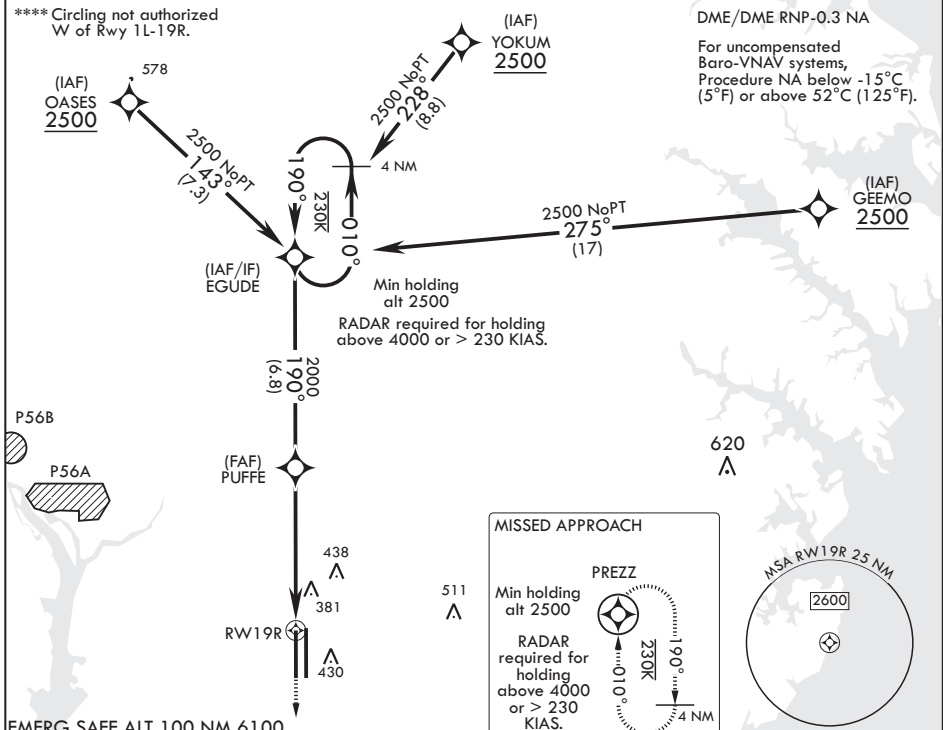 **** Circling not authorized
W of Rwy 1L-19R.
(IAF)
YOKUM
2500
DME/DME RNP-0.3 NA
For uncompensated
Baro-VNAV systems,
Procedure NA below -15°C
(5°F) or above 52°C (125°F).
578
(IAF)
OASES
2500
2500 NoPT
228°
(8.8)
2500 NoPT
143°
(7.3)
4 NM
190°
230K
010°
(IAF)
GEEMO
2500
2500 NoPT
275°
(17)
(IAF/IF)
EGUDE
Min holding
alt 2500
RADAR required for holding
above 4000 or > 230 KIAS.
2000
190°
(6.8)
P56B
P56A
(FAF)
PUFFE
620
438
381
511
RW19R
430
MISSED APPROACH
PREZZ
Min holding
alt 2500
RADAR
required for
holding
above 4000
or > 230
KIAS.
010°
230K
190°
4 NM
MSA RW19R 25 NM
2600
EMERG SAFE ALT 100 NM 6100